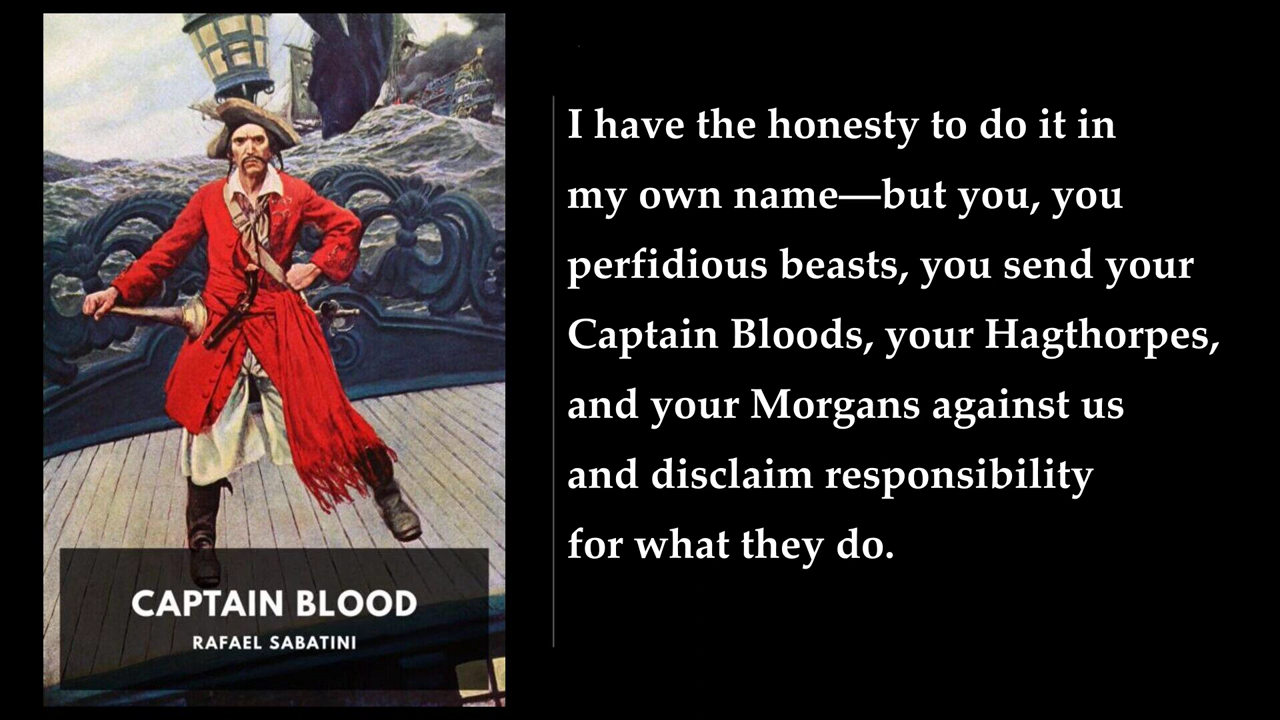 CAPTAIN BLOOD
RAFAEL SABATINI
I have the honesty to do it in
my own name—but you, you
perfidious beasts, you send your
Captain Bloods, your Hagthorpes,
and your Morgans against us
and disclaim responsibility
for what they do.